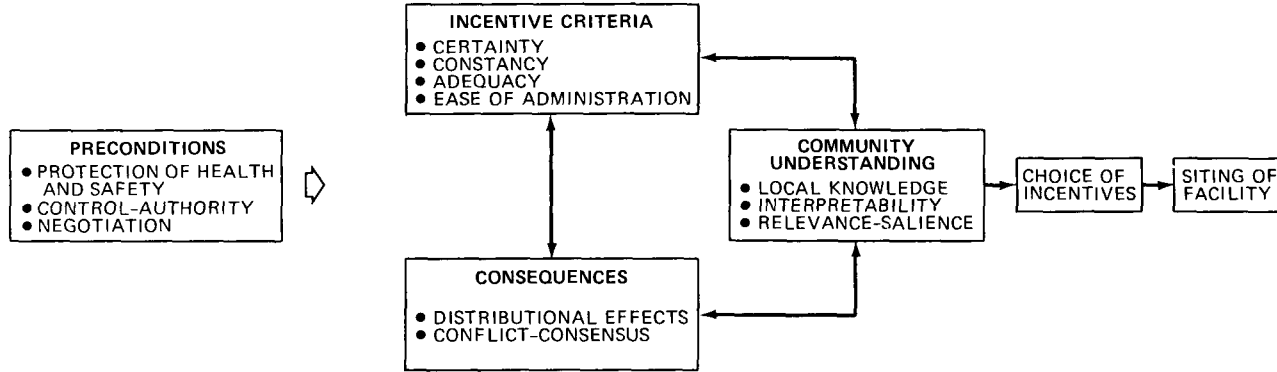 PRECONDITIONS
● PROTECTION OF HEALTH
AND SAFETY
● CONTROL-AUTHORITY
● NEGOTIATION
INCENTIVE CRITERIA
● CERTAINTY
● CONSTANCY
● ADEQUACY
● EASE OF ADMINISTRATION
CONSEQUENCES
● DISTRIBUTIONAL EFFECTS
● CONFLICT-CONSENSUS
COMMUNITY
UNDERSTANDING
● LOCAL KNOWLEDGE
● INTERPRETABILITY
● RELEVANCE-SALIENCE
CHOICE OF
INCENTIVES
SITING OF
FACILITY